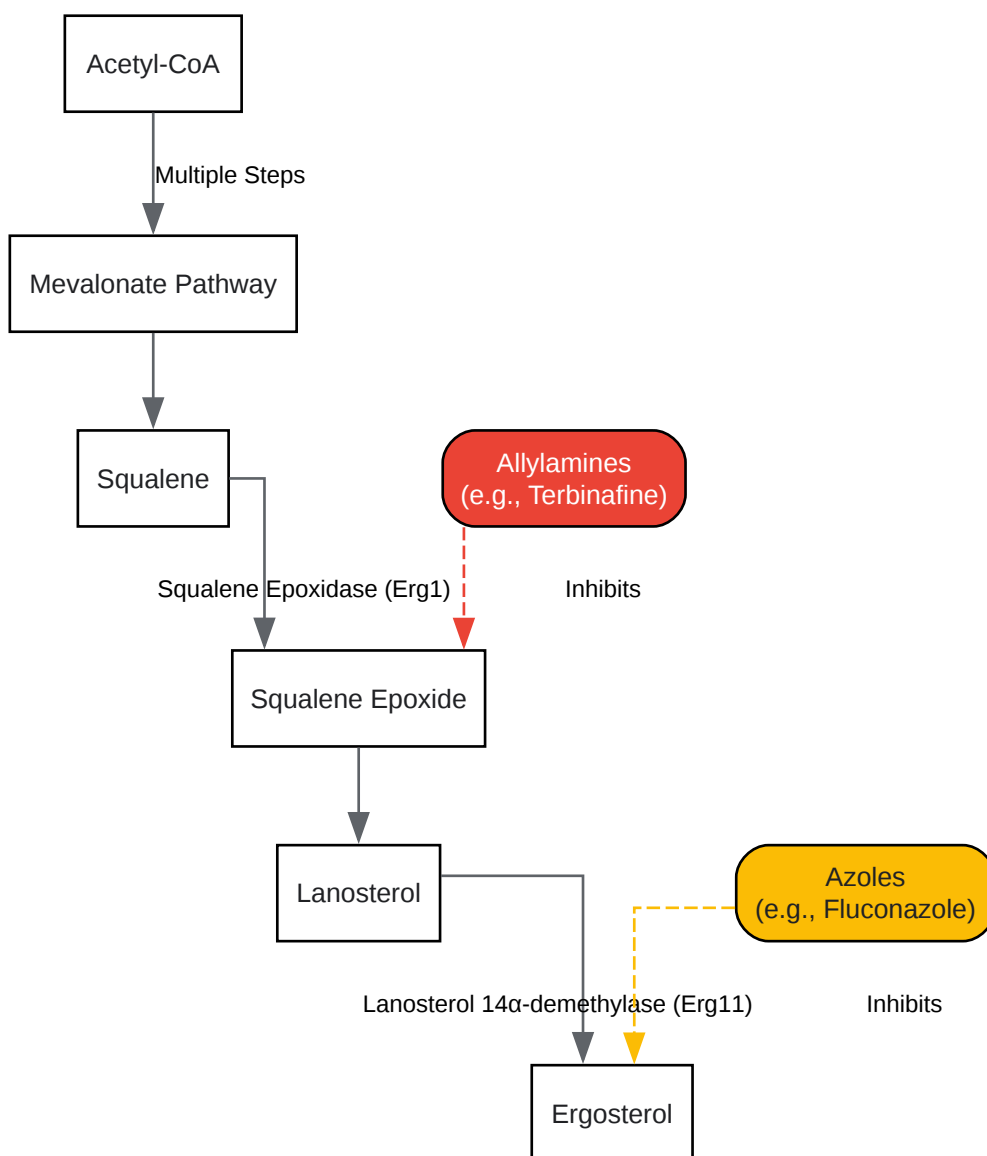 Acetyl-CoA
Multiple Steps
Mevalonate Pathway
Squalene
Allylamines
(e.g., Terbinafine)
Squalene Epoxidase (Erg1)
Inhibits
Squalene Epoxide
Lanosterol
Azoles
(e.g., Fluconazole)
Lanosterol 14α-demethylase (Erg11)
Inhibits
Ergosterol